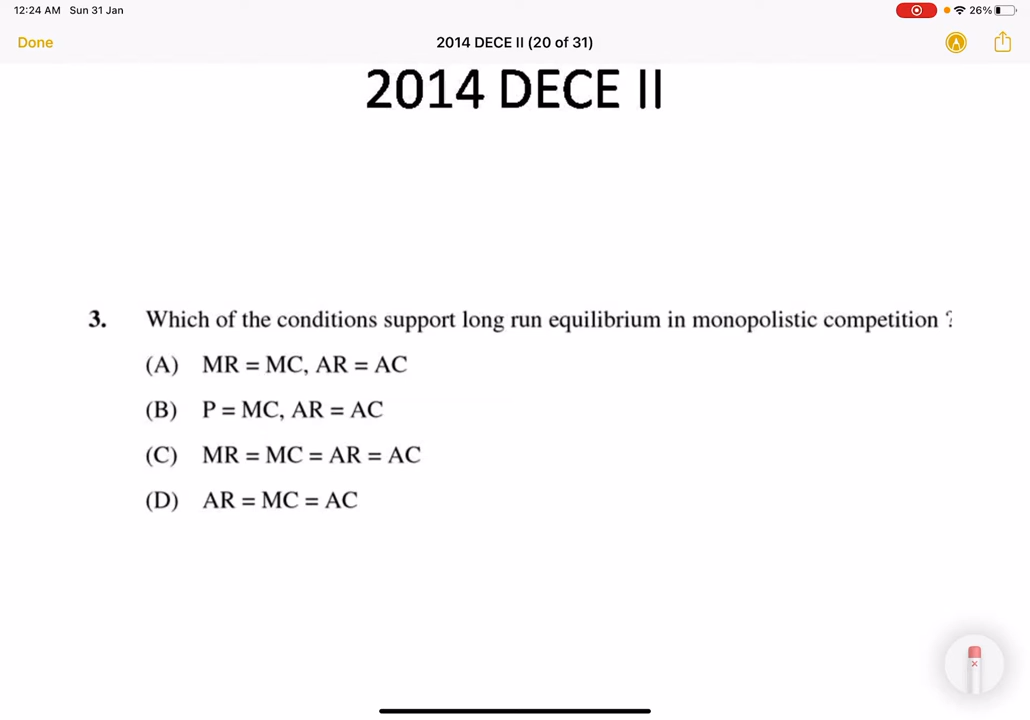 12:24 AM Sun 31 Jan
26%
Done
2014 DECE II (20 of 31)
2014 DECE II
3. Which of the conditions support long run equilibrium in monopolistic competition ?
(A) MR = MC, AR = AC
(B) P = MC, AR = AC
(C) MR = MC = AR = AC
(D) AR = MC = AC